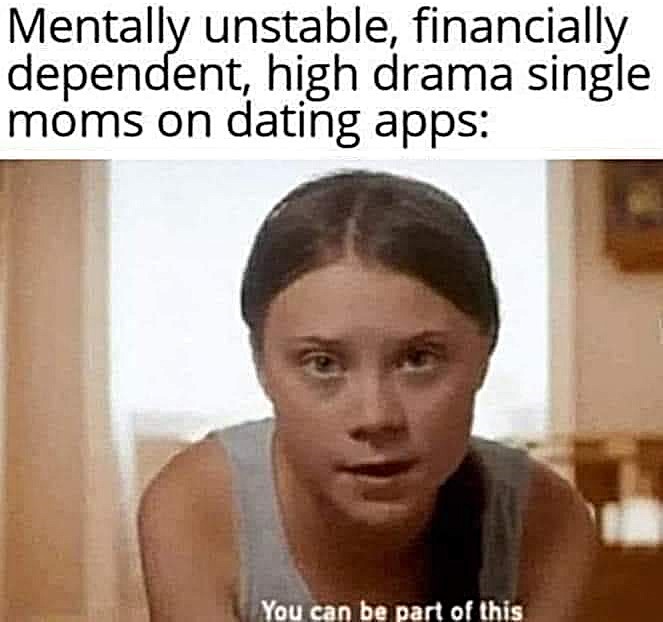 Mentally unstable, financially
dependent, high drama single
moms on dating apps:
You can be part of this